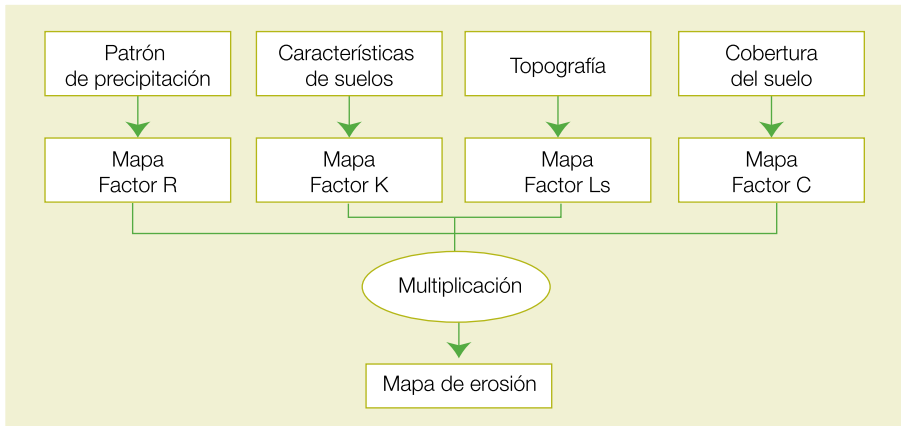 Patrón
de precipitación
Características
de suelos
Topografía
Cobertura
del suelo
Mapa
Factor R
Mapa
Factor K
Mapa
Factor Ls
Mapa
Factor C
Multiplicación
Mapa de erosión